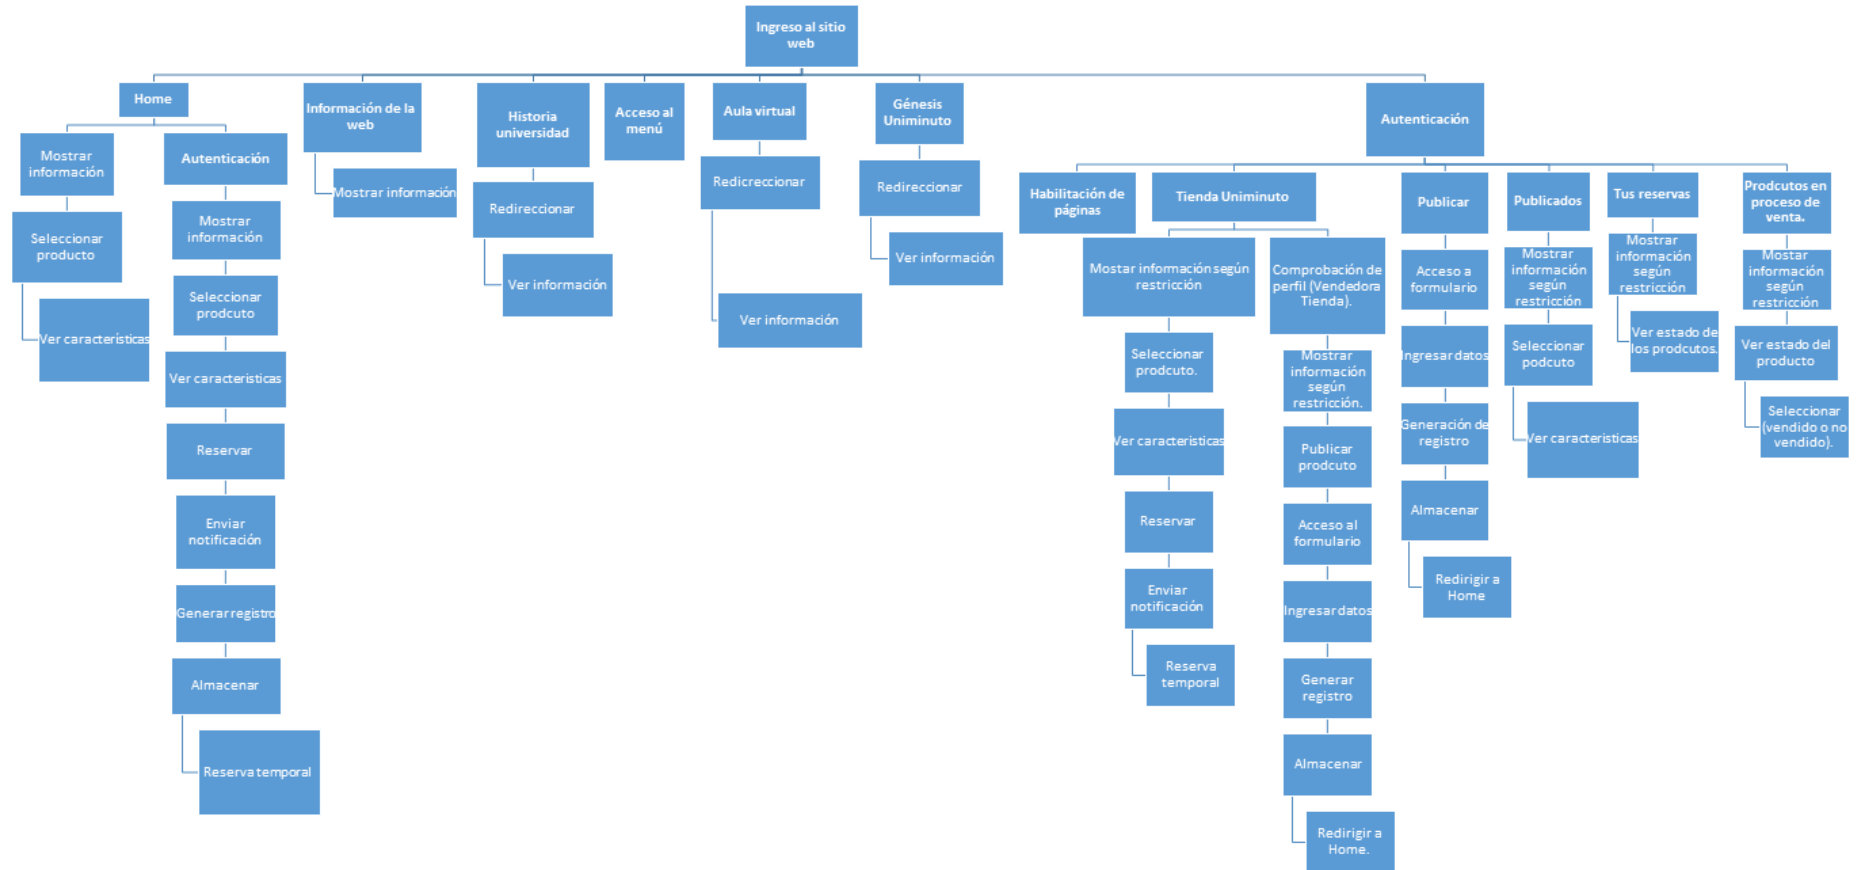 Ingreso al sitio
web
Home
Mostrar
información
Seleccionar
producto
Ver características
Autenticación
Mostrar
información
Seleccionar
prodcuto
Ver caracteristicas
Reservar
Enviar
notificación
Generar registro
Almacenar
Reserva temporal
Información de la
web
Mostrar información
Historia
universidad
Redireccionar
Ver información
Acceso al
menú
Aula virtual
Redicreccionar
Ver información
Génesis
Uniminuto
Redireccionar
Ver información
Autenticación
Habilitación de
páginas
Tienda Uniminuto
Mostar información según
restricción
Seleccionar
prodcuto.
Ver caracteristicas
Reservar
Enviar
notificación
Reserva
temporal
Comprobación de
perfil (Vendedora
Tienda).
Mostrar
información
según
restricción.
Publicar
prodcuto
Acceso al
formulario
Ingresar datos
Generar
registro
Almacenar
Redirigir a
Home.
Publicar
Acceso a
formulario
Ingresar datos
Generación de
registro
Almacenar
Redirigir a
Home
Publicados
Mostrar
información
según
restricción
Seleccionar
podcuto
Ver caracteristicas
Tus reservas
Mostrar
información
según
restricción
Ver estado de
los prodcutos.
Prodcutos en
proceso de
venta.
Mostar
información
según
restricción
Ver estado del
producto
Seleccionar
(vendido o no
vendido).